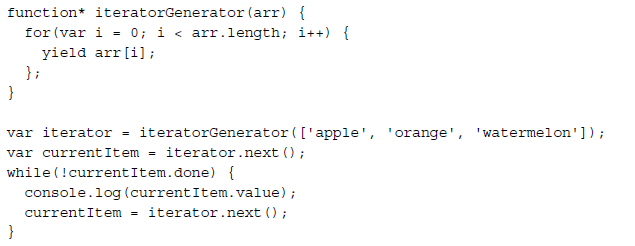 function* iteratorGenerator(arr) {
  for(var i = 0; i < arr.length; i++) {
    yield arr[i];
  };
}

var iterator = iteratorGenerator(['apple', 'orange', 'watermelon']);
var currentItem = iterator.next();
while(!currentItem.done) {
  console.log(currentItem.value);
  currentItem = iterator.next();
}